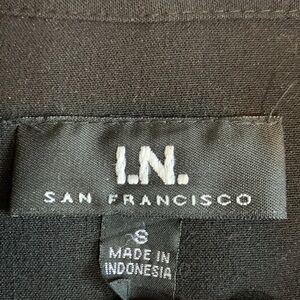 I.N.
SAN FRANCISCO
S
MADE IN
INDONESIA